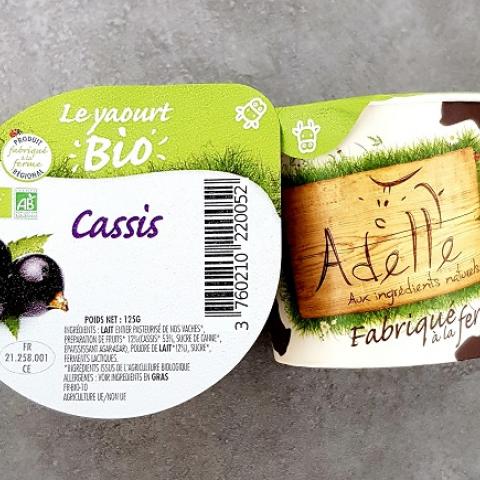 Le yaourt
Bio
PRODUIT
fabriqué
à la
ferme
RÉGIONAL
AB
Cassis
3 760210 220052
POIDS NET : 125G
INGRÉDIENTS : LAIT ENTIER PASTEURISÉ DE NOS VACHES*,
PRÉPARATION DE FRUITS* 12%(CASSIS* 53%, SUCRE DE CANNE*,
ÉPAISSISSANT AGAR-AGAR), POUDRE DE LAIT*(2%), SUCRE*,
FERMENTS LACTIQUES.
*INGRÉDIENTS ISSUS DE L'AGRICULTURE BIOLOGIQUE
ALLERGÈNES : VOIR INGRÉDIENTS EN GRAS
FR-BIO-10
AGRICULTURE UE/NON UE
FR
21.258.001
CE
Adelle
Aux ingrédients naturels
Fabriqué
à la fer